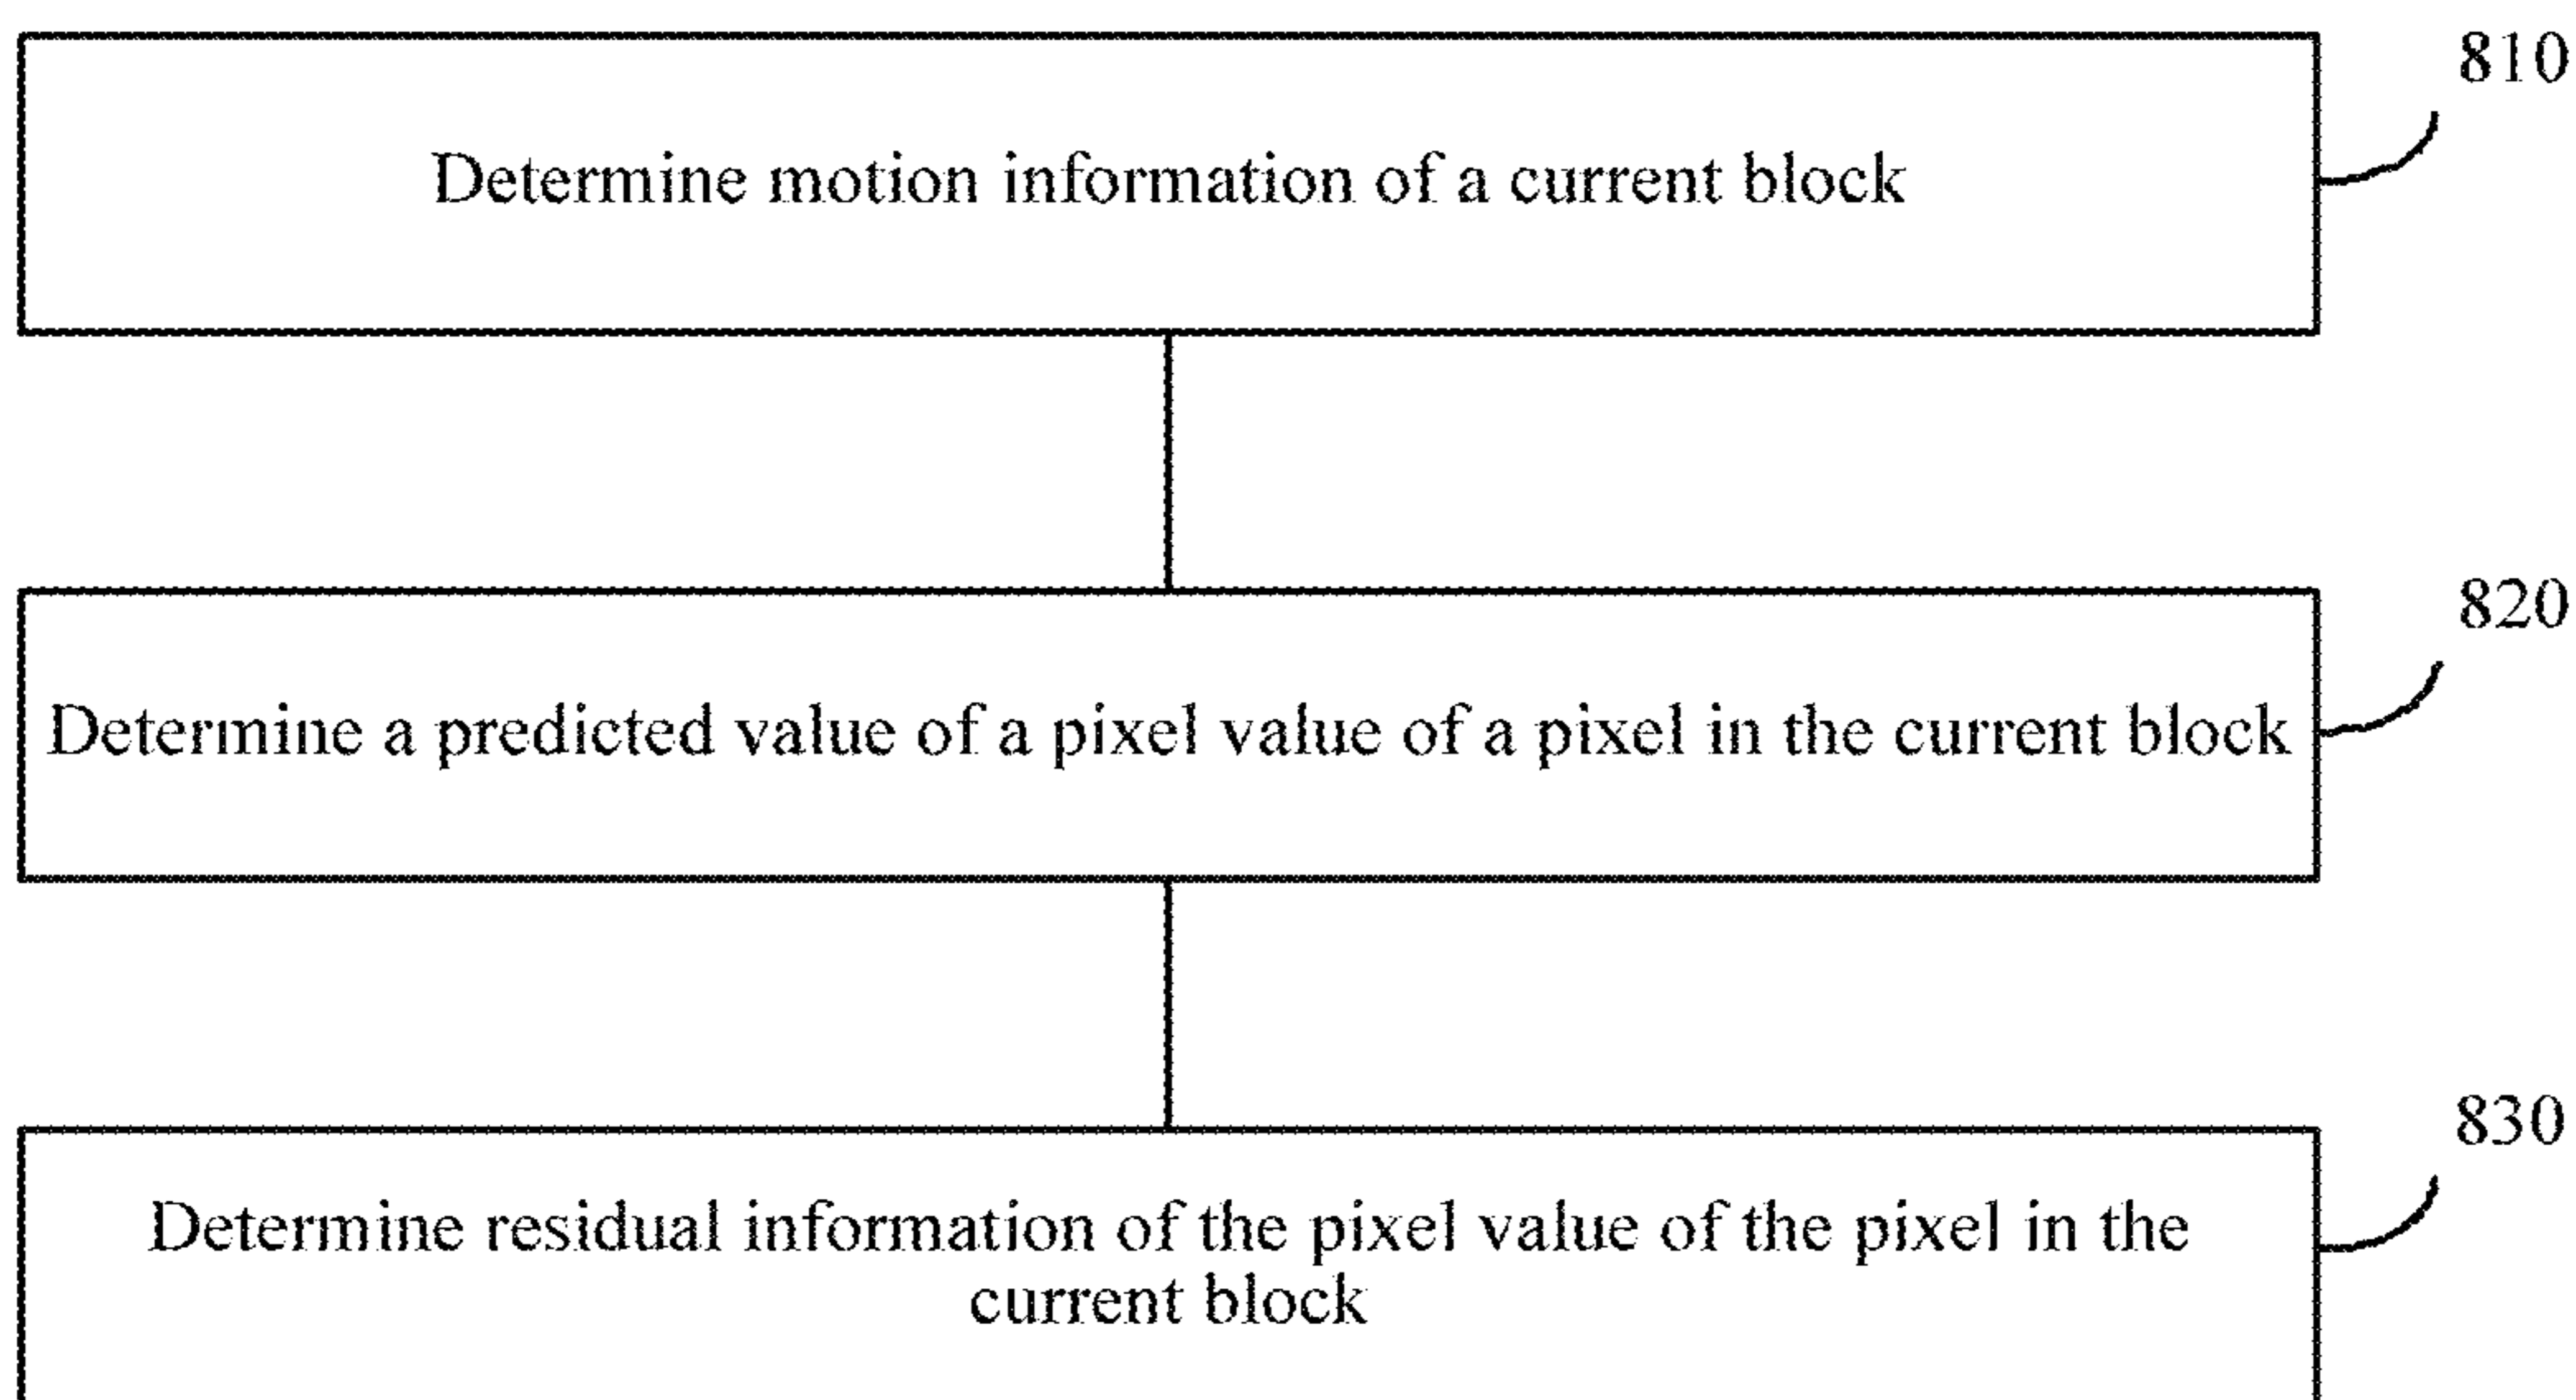 810
Determine motion information of a current block
820
Determine a predicted value of a pixel value of a pixel in the current block
830
Determine residual information of the pixel value of the pixel in the
current block